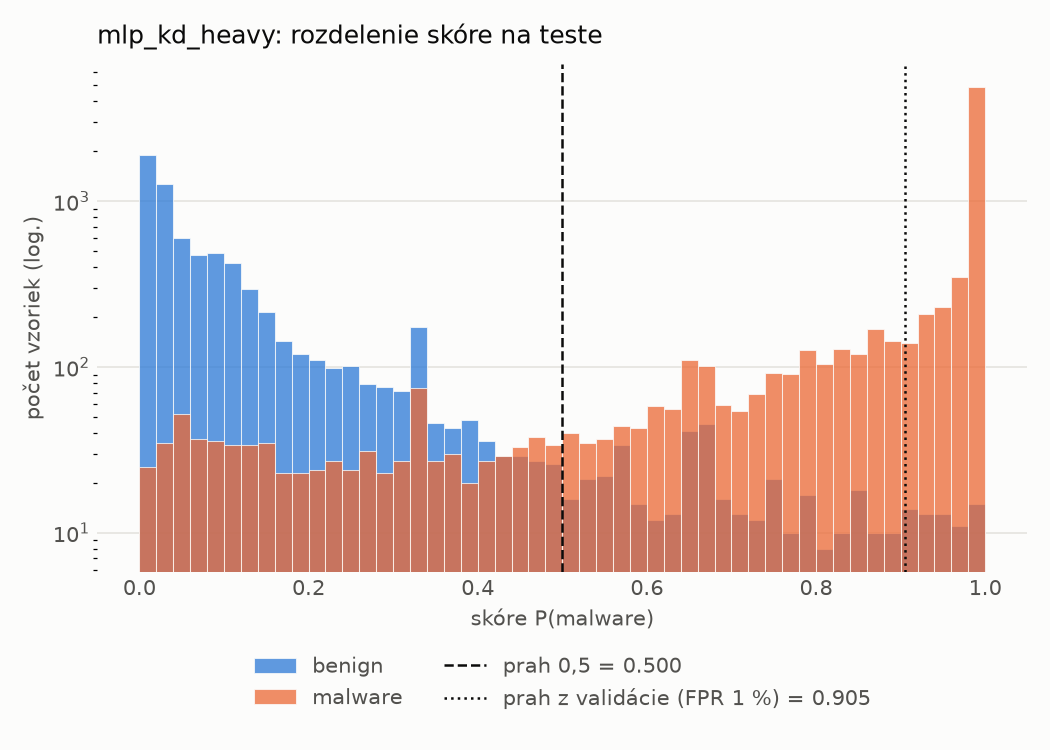 mlp_kd_heavy: rozdelenie skóre na teste
počet vzoriek (log.)
10³
10²
10¹
0.0 0.2 0.4 0.6 0.8 1.0
skóre P(malware)
benign
malware
prah 0,5 = 0.500
prah z validácie (FPR 1 %) = 0.905